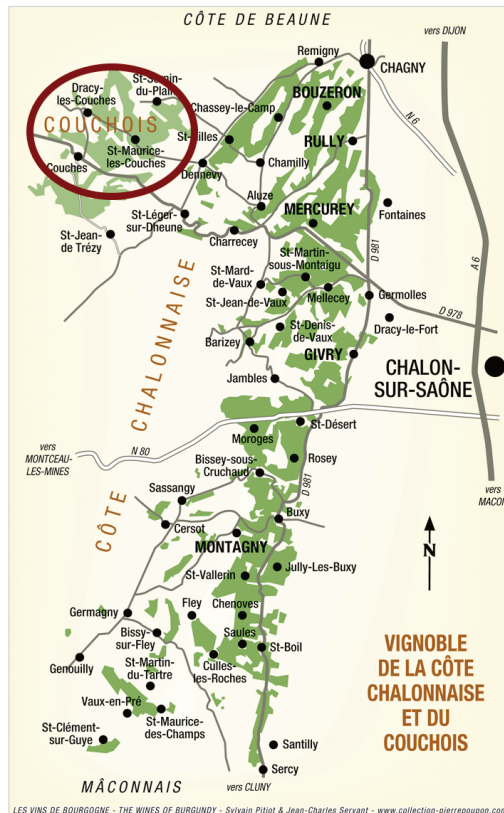 CÔTE DE BEAUNE
vers DIJON
Remigny
CHAGNY
Dracy-
les-Couches
St-Sernin
du-Plain
Chassey-le-Camp
BOUZERON
N 6
COUCHOIS
St-Gilles
RULLY
St-Maurice
les-Couches
Couches
Dennevy
Chamilly
Aluze
MERCUREY
Fontaines
St-Léger-
sur-Dheune
St-Jean-
de Trézy
Charrecey
D 981
A 6
St-Martin-
sous-Montaigu
St-Mard-
de-Vaux
Mellecey
Germolles
St-Jean-de-Vaux
D 978
Dracy-le-Fort
St-Denis-
de-Vaux
Barizey
GIVRY
CHALON-
SUR-SAÔNE
Jambles
CÔTE CHALONNAISE
St-Désert
Moroges
vers
MONTCEAU-
LES-MINES
N 80
Rosey
Bissey-sous-
Cruchaud
D 981
vers
MACON
Sassangy
Buxy
Cersot
MONTAGNY
N
Jully-Les-Buxy
St-Vallerin
Germagny
Fley
Chenoves
Bissy-
sur-Fley
Saules
St-Boil
Genouilly
Culles-
les-Roches
St-Martin-
du-Tartre
VIGNOBLE
DE LA CÔTE
CHALONNAISE
ET DU
COUCHOIS
Vaux-en-Pré
St-Maurice-
des-Champs
St-Clément-
sur-Guye
Santilly
Sercy
MÂCONNAIS
vers CLUNY
LES VINS DE BOURGOGNE - THE WINES OF BURGUNDY - Sylvain Pitiot & Jean-Charles Servant - www.collection-pierrepoupon.com